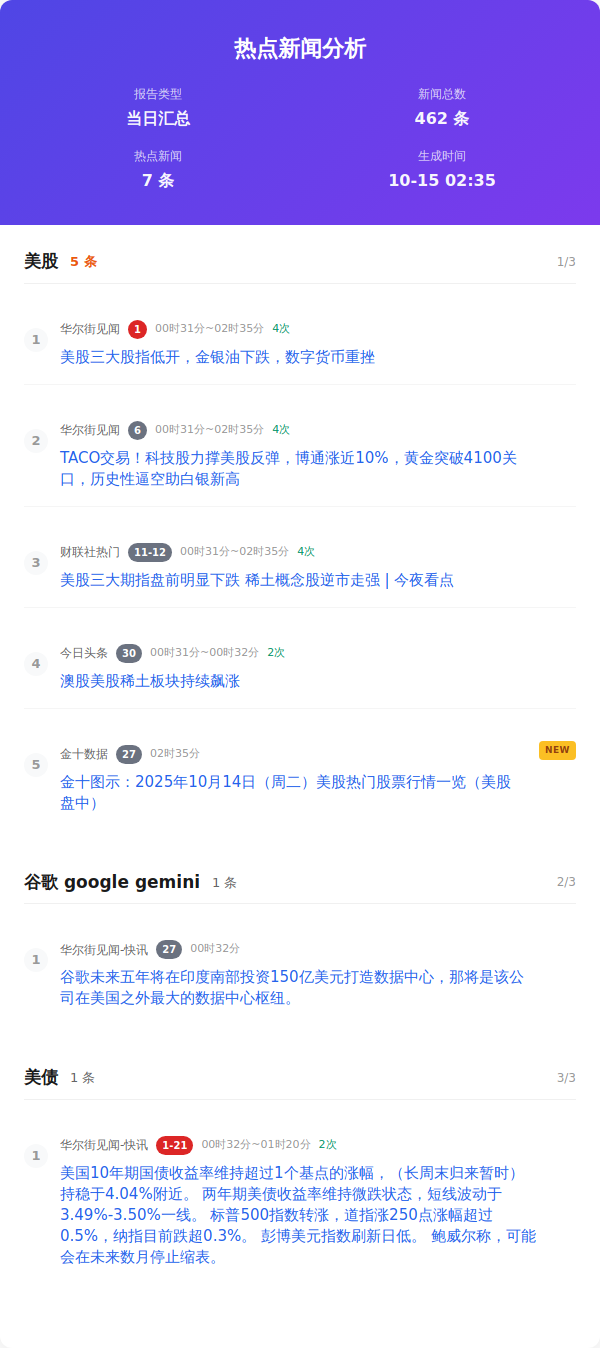 热点新闻分析
报告类型
新闻总数
当日汇总
462 条
热点新闻
生成时间
7 条
10-15 02:35
美股 5 条 1/3
1
华尔街见闻 1 00时31分~02时35分 4次
美股三大股指低开，金银油下跌，数字货币重挫
2
华尔街见闻 6 00时31分~02时35分 4次
TACO交易！科技股力撑美股反弹，博通涨近10%，黄金突破4100关
口，历史性逼空助白银新高
3
财联社热门 11-12 00时31分~02时35分 4次
美股三大期指盘前明显下跌 稀土概念股逆市走强 | 今夜看点
4
今日头条 30 00时31分~00时32分 2次
澳股美股稀土板块持续飙涨
5
金十数据 27 02时35分 NEW
金十图示：2025年10月14日（周二）美股热门股票行情一览（美股
盘中）
谷歌 google gemini 1 条 2/3
1
华尔街见闻-快讯 27 00时32分
谷歌未来五年将在印度南部投资150亿美元打造数据中心，那将是该公
司在美国之外最大的数据中心枢纽。
美债 1 条 3/3
1
华尔街见闻-快讯 1-21 00时32分~01时20分 2次
美国10年期国债收益率维持超过1个基点的涨幅，（长周末归来暂时）
持稳于4.04%附近。 两年期美债收益率维持微跌状态，短线波动于
3.49%-3.50%一线。 标普500指数转涨，道指涨250点涨幅超过
0.5%，纳指目前跌超0.3%。 彭博美元指数刷新日低。 鲍威尔称，可能
会在未来数月停止缩表。